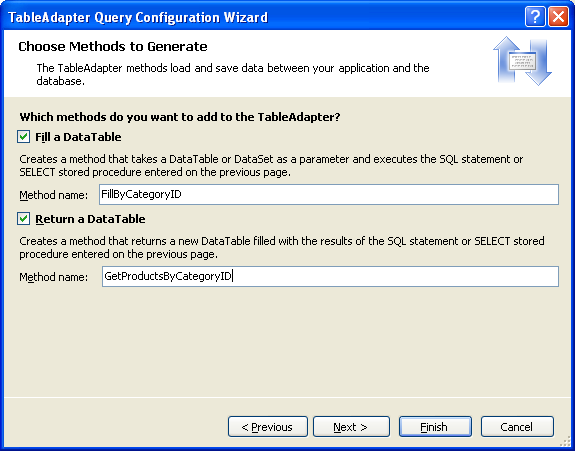 TableAdapter Query Configuration Wizard
Choose Methods to Generate
The TableAdapter methods load and save data between your application and the
database.
Which methods do you want to add to the TableAdapter?
Fill a DataTable
Creates a method that takes a DataTable or DataSet as a parameter and executes the SQL statement or
SELECT stored procedure entered on the previous page.
Method name: FillByCategoryID
Return a DataTable
Creates a method that returns a new DataTable filled with the results of the SQL statement or SELECT stored
procedure entered on the previous page.
Method name: GetProductsByCategoryID
< Previous Next > Finish Cancel